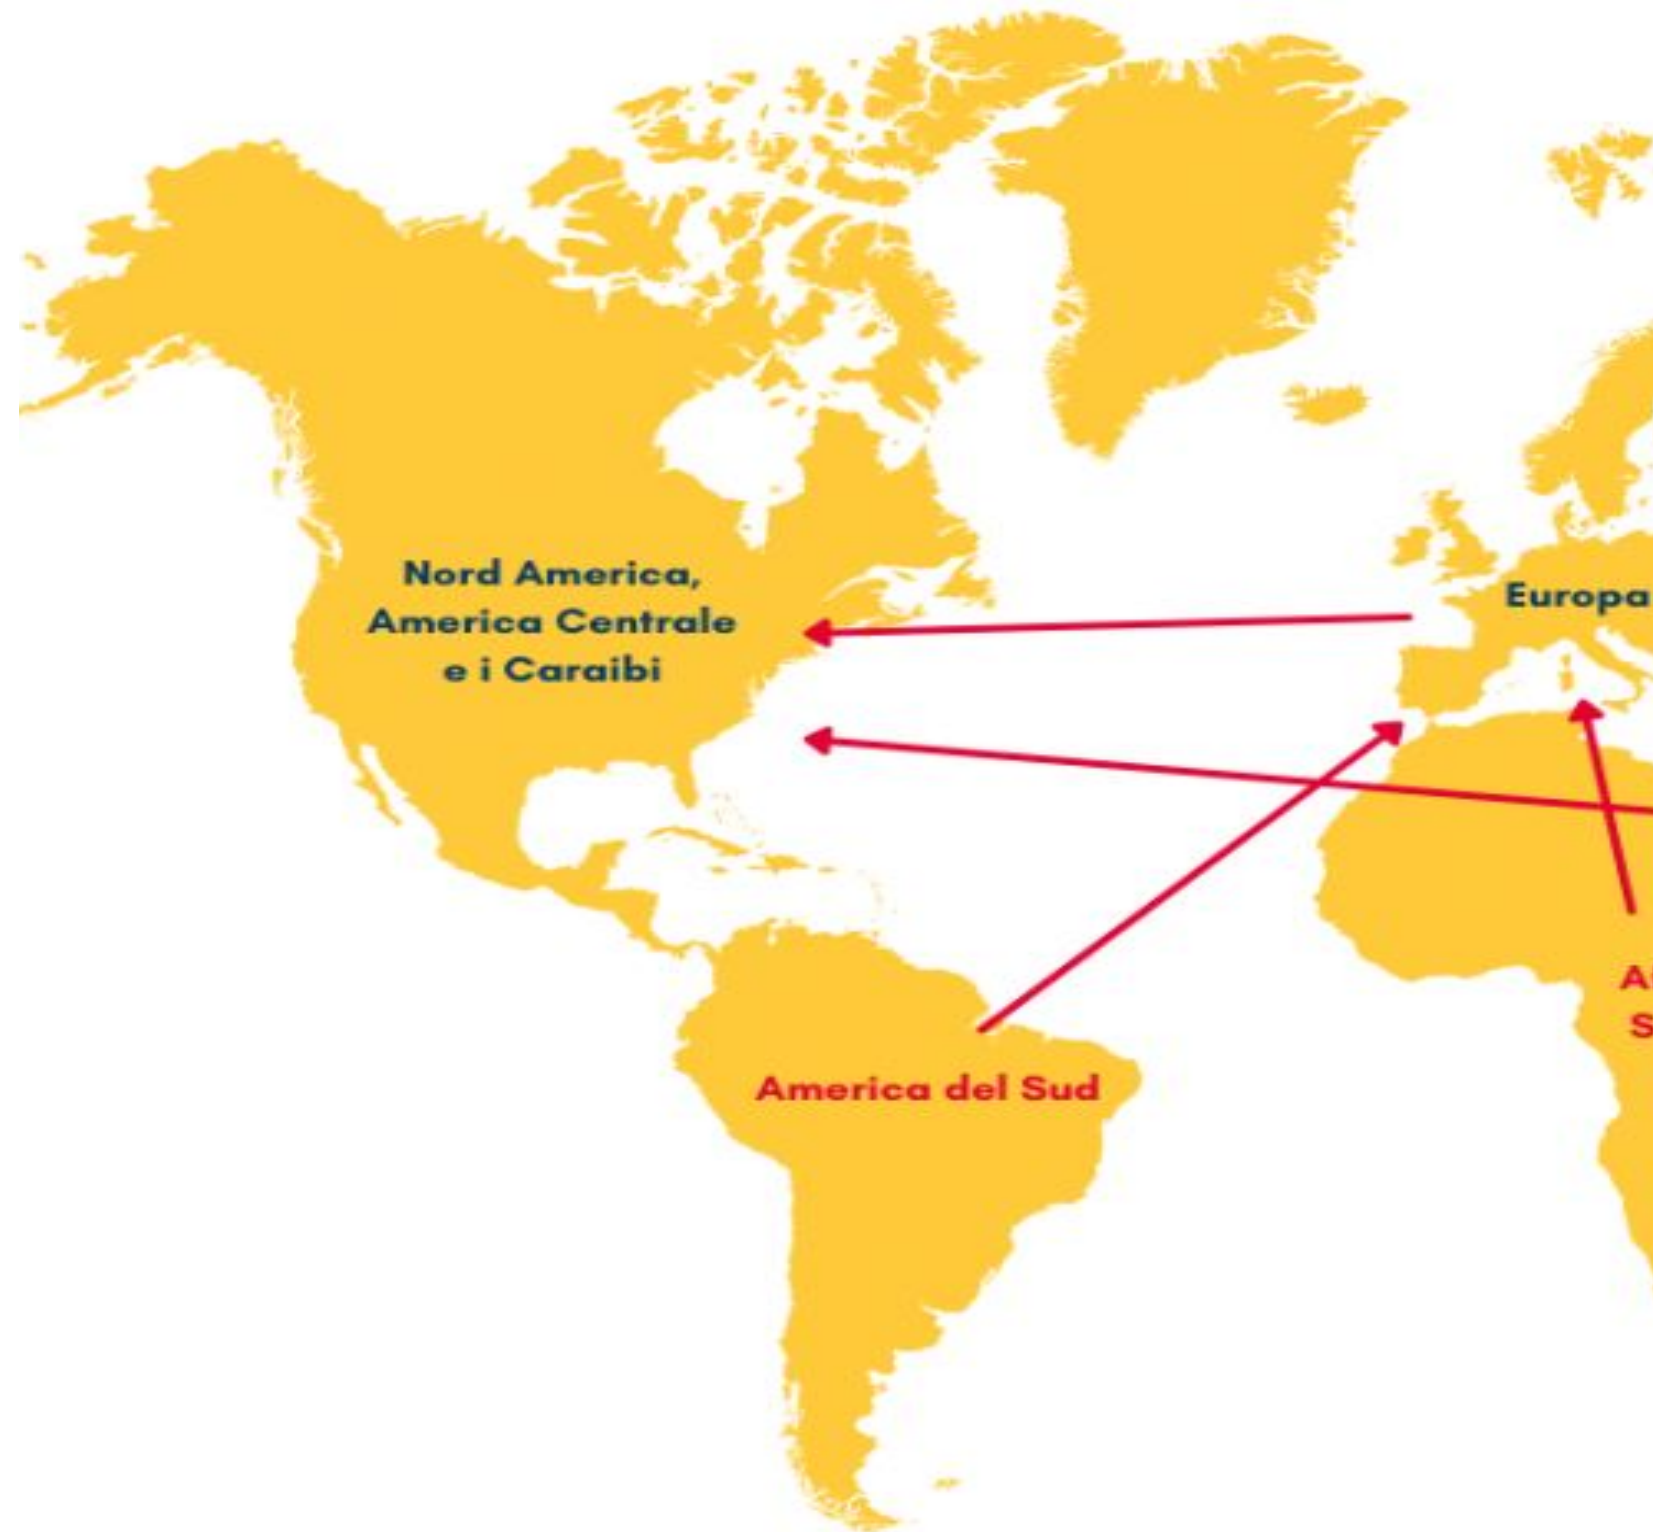 Nord America,
America Centrale
e i Caraibi
Europa
America del Sud